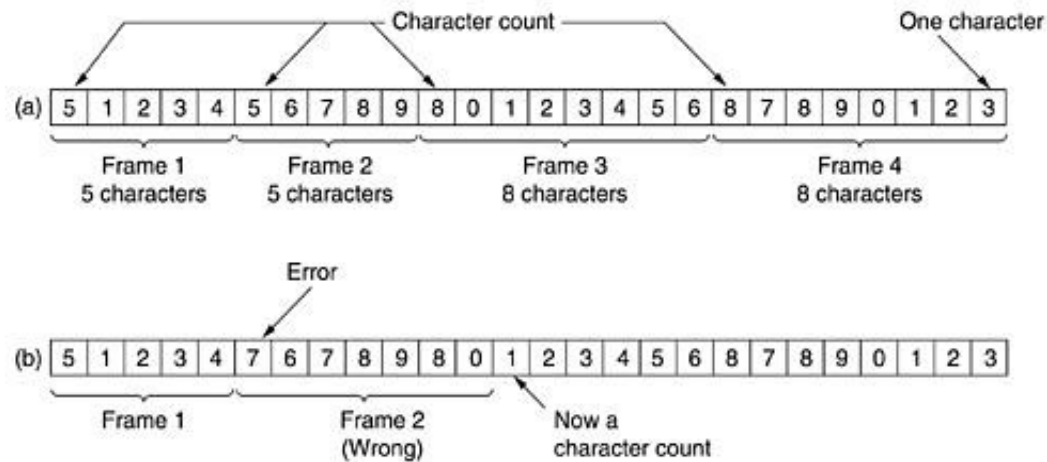 Character count
One character
(a) 5 1 2 3 4 5 6 7 8 9 8 0 1 2 3 4 5 6 8 7 8 9 0 1 2 3
Frame 1
5 characters
Frame 2
5 characters
Frame 3
8 characters
Frame 4
8 characters
Error
(b) 5 1 2 3 4 7 6 7 8 9 8 0 1 2 3 4 5 6 8 7 8 9 0 1 2 3
Frame 1
Frame 2
(Wrong)
Now a
character count